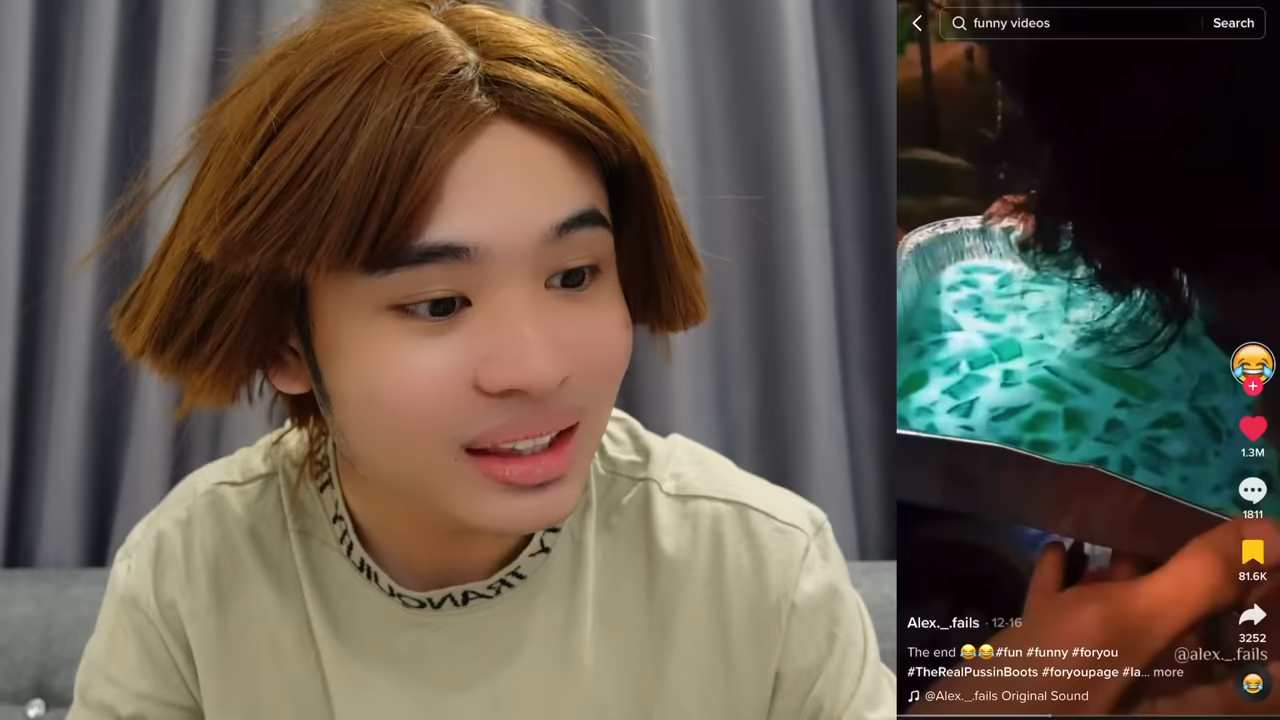 funny videos
Search
1.3M
1811
81.6K
3252
Alex._.fails · 12-16
The end 😂😂#fun #funny #foryou
#TheRealPussinBoots #foryoupage #la... more
@alex._.fails
@Alex._.fails Original Sound